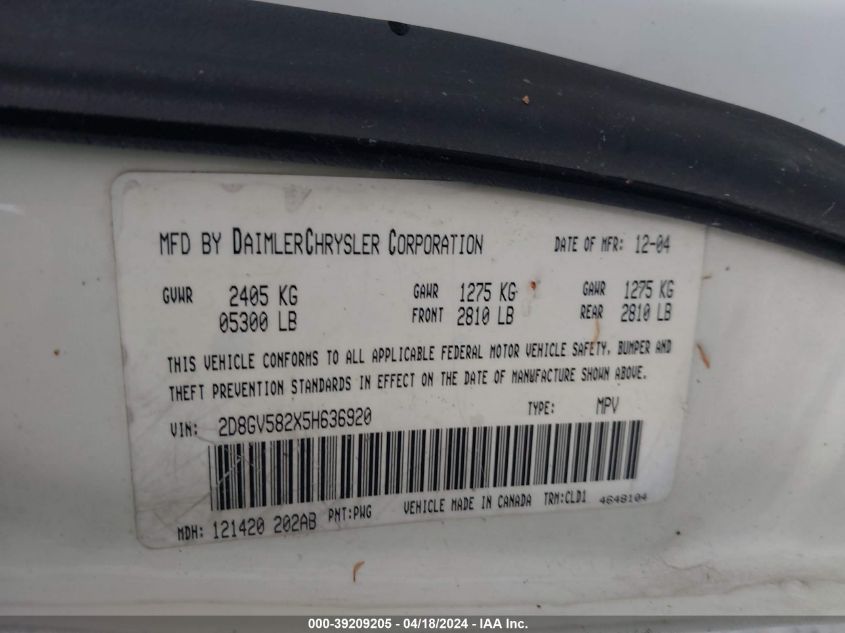 MFD BY DAIMLERCHRYSLER CORPORATION DATE OF MFR: 12-04
GVWR 2405 KG GAWR 1275 KG GAWR 1275 KG
05300 LB FRONT 2810 LB REAR 2810 LB
THIS VEHICLE CONFORMS TO ALL APPLICABLE FEDERAL MOTOR VEHICLE SAFETY, BUMPER AND
THEFT PREVENTION STANDARDS IN EFFECT ON THE DATE OF MANUFACTURE SHOWN ABOVE.
VIN: 2D8GV582X5H636920 TYPE: MPV
MDH: 121420 202AB PNT:PWG VEHICLE MADE IN CANADA TRM:CLD1 4648104
000-39209205 - 04/18/2024 - IAA Inc.